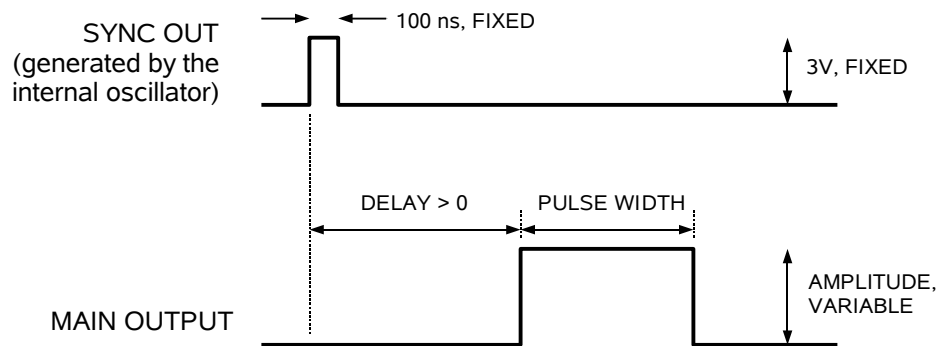 100 ns, FIXED
SYNC OUT
(generated by the
internal oscillator)
3V, FIXED
DELAY > 0
PULSE WIDTH
AMPLITUDE,
VARIABLE
MAIN OUTPUT